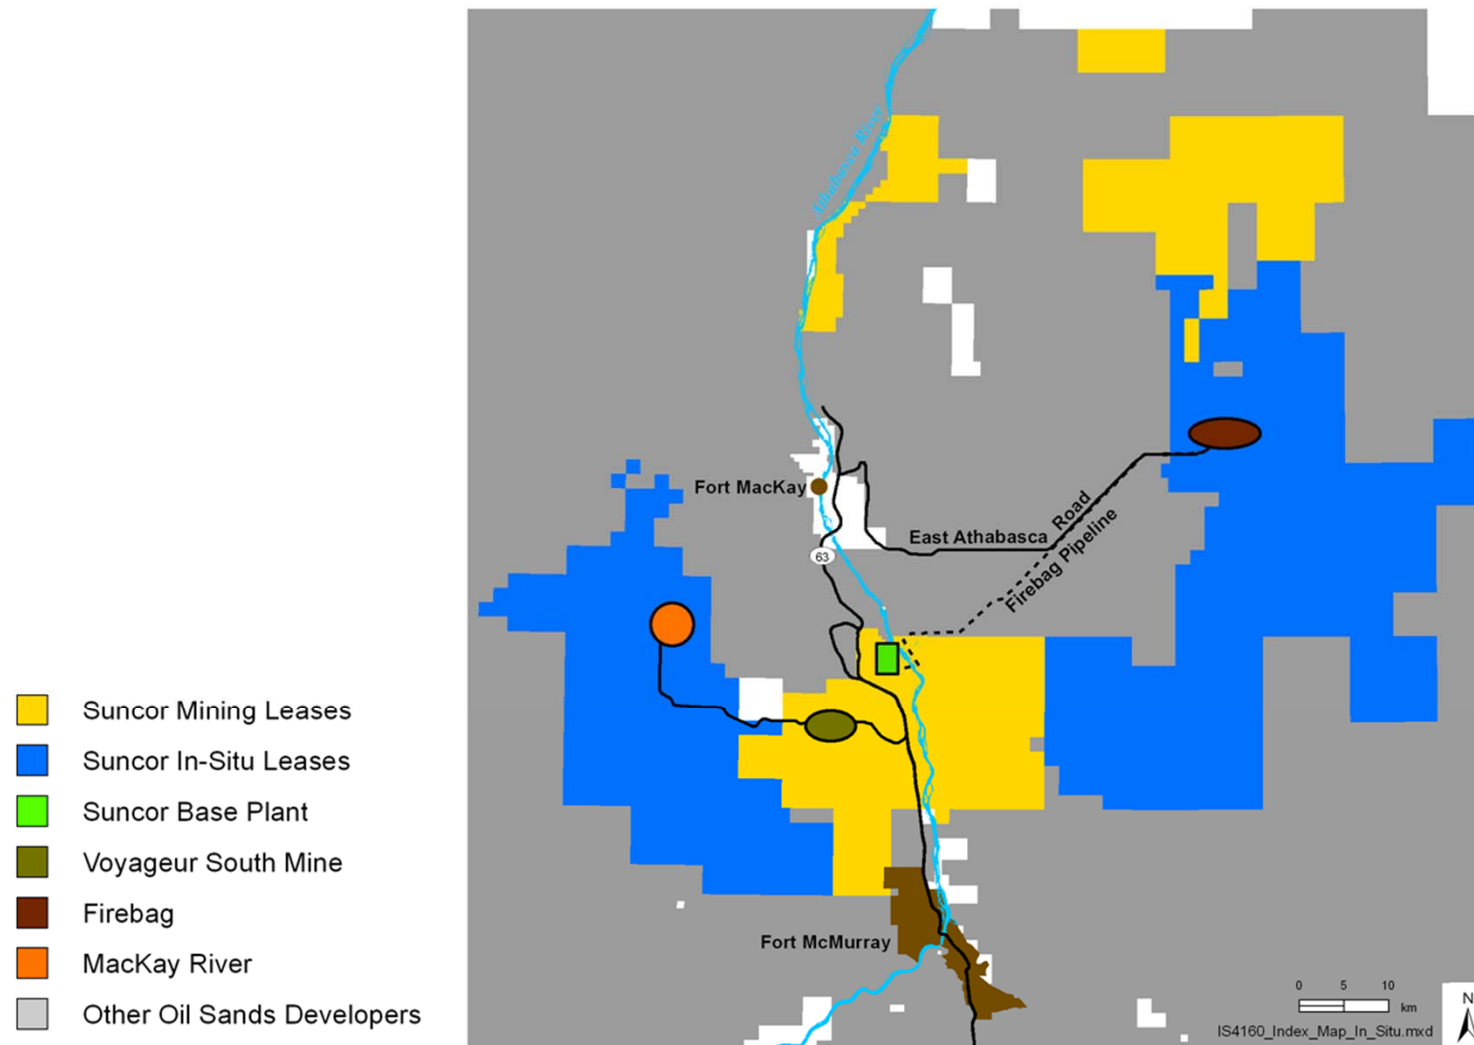 Athabasca River
Fort MacKay
East Athabasca Road
Firebag Pipeline
63
Suncor Mining Leases
Suncor In-Situ Leases
Suncor Base Plant
Voyageur South Mine
Firebag
MacKay River
Other Oil Sands Developers
Fort McMurray
0 5 10
km
N
IS4160_Index_Map_In_Situ.mxd